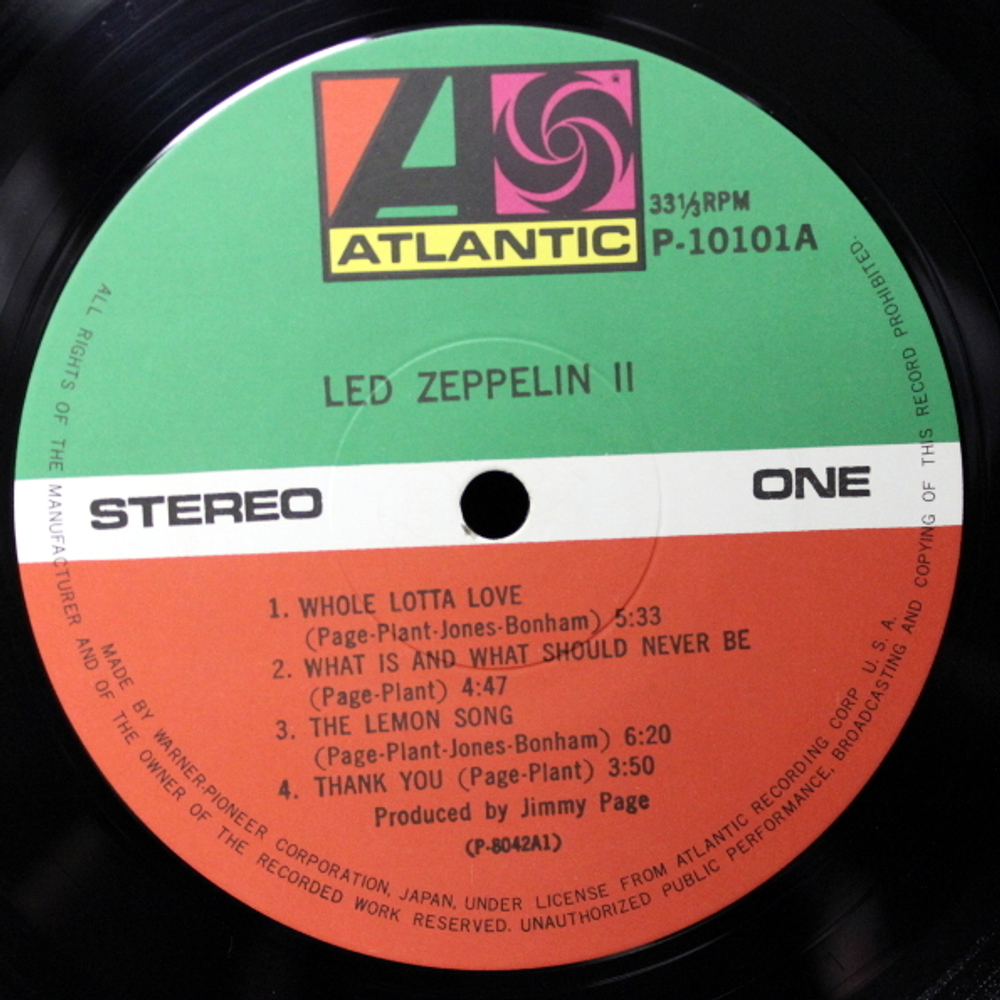 ATLANTIC
33⅓RPM
P-10101A
LED ZEPPELIN II
STEREO
ONE
1. WHOLE LOTTA LOVE
(Page-Plant-Jones-Bonham) 5:33
2. WHAT IS AND WHAT SHOULD NEVER BE
(Page-Plant) 4:47
3. THE LEMON SONG
(Page-Plant-Jones-Bonham) 6:20
4. THANK YOU (Page-Plant) 3:50
Produced by Jimmy Page
(P-8042A1)
MADE BY WARNER-PIONEER CORPORATION, JAPAN, UNDER LICENSE FROM ATLANTIC RECORDING CORP. U. S. A.
ALL RIGHTS OF THE MANUFACTURER AND OF THE OWNER OF THE RECORDED WORK RESERVED. UNAUTHORIZED PUBLIC PERFORMANCE, BROADCASTING AND COPYING OF THIS RECORD PROHIBITED.